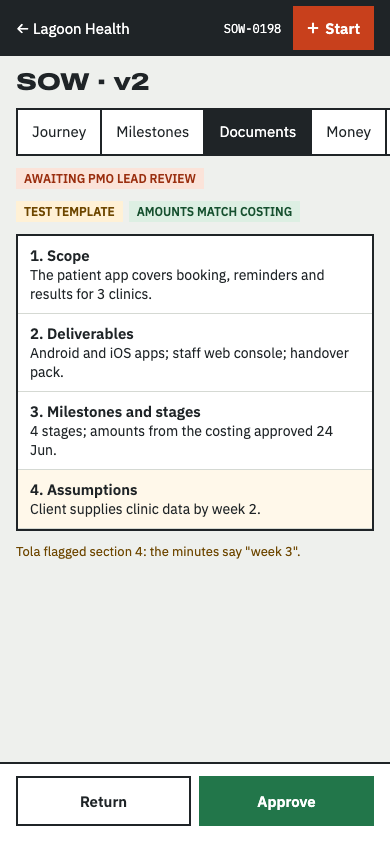 ← Lagoon Health
SOW-0198
+ Start
SOW · v2
Journey
Milestones
Documents
Money
AWAITING PMO LEAD REVIEW
TEST TEMPLATE
AMOUNTS MATCH COSTING
1. Scope
The patient app covers booking, reminders and
results for 3 clinics.
2. Deliverables
Android and iOS apps; staff web console; handover
pack.
3. Milestones and stages
4 stages; amounts from the costing approved 24
Jun.
4. Assumptions
Client supplies clinic data by week 2.
Tola flagged section 4: the minutes say "week 3".
Return
Approve